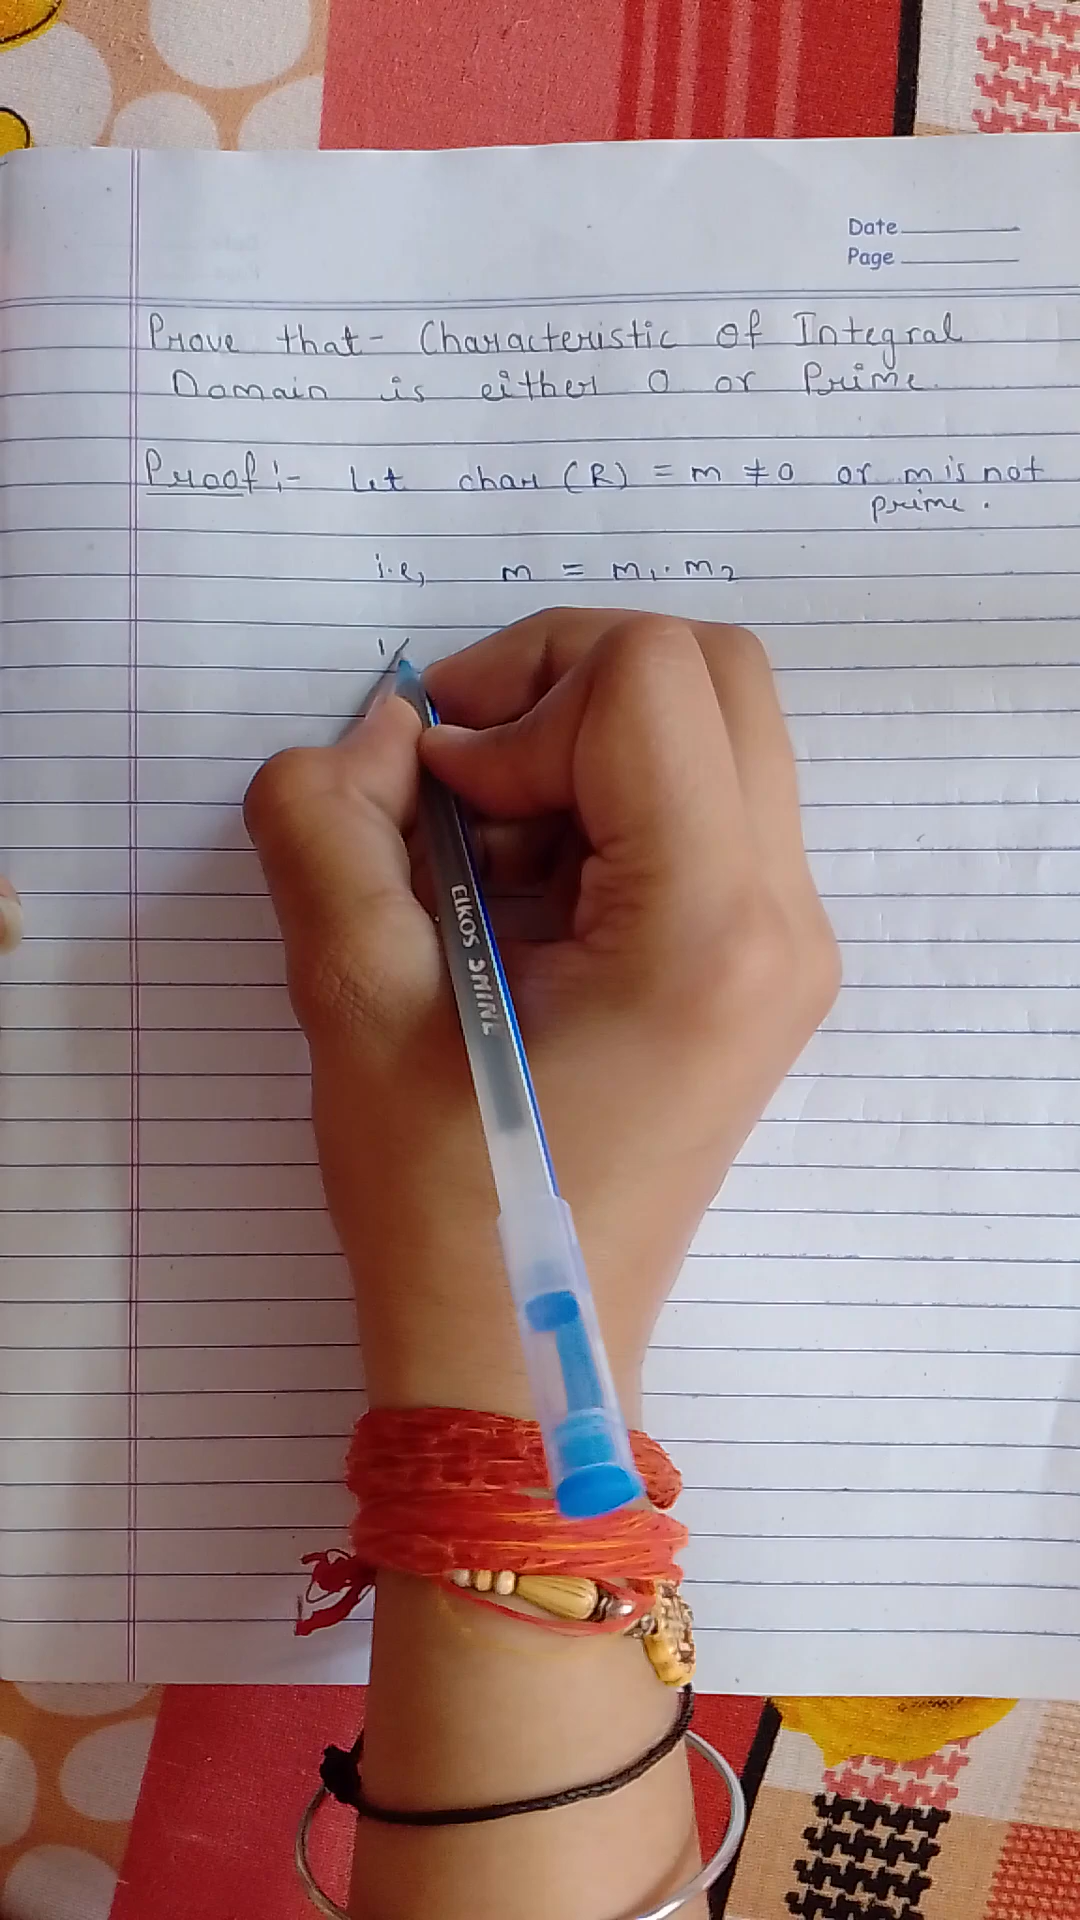 Date
Page
Prove that - Characteristic of Integral
Domain is either 0 or Prime.
Proof :- Let char (R) = m ≠ 0 or m is not
prime.
i.e, m = m₁. m₂
1
elkos SHINE